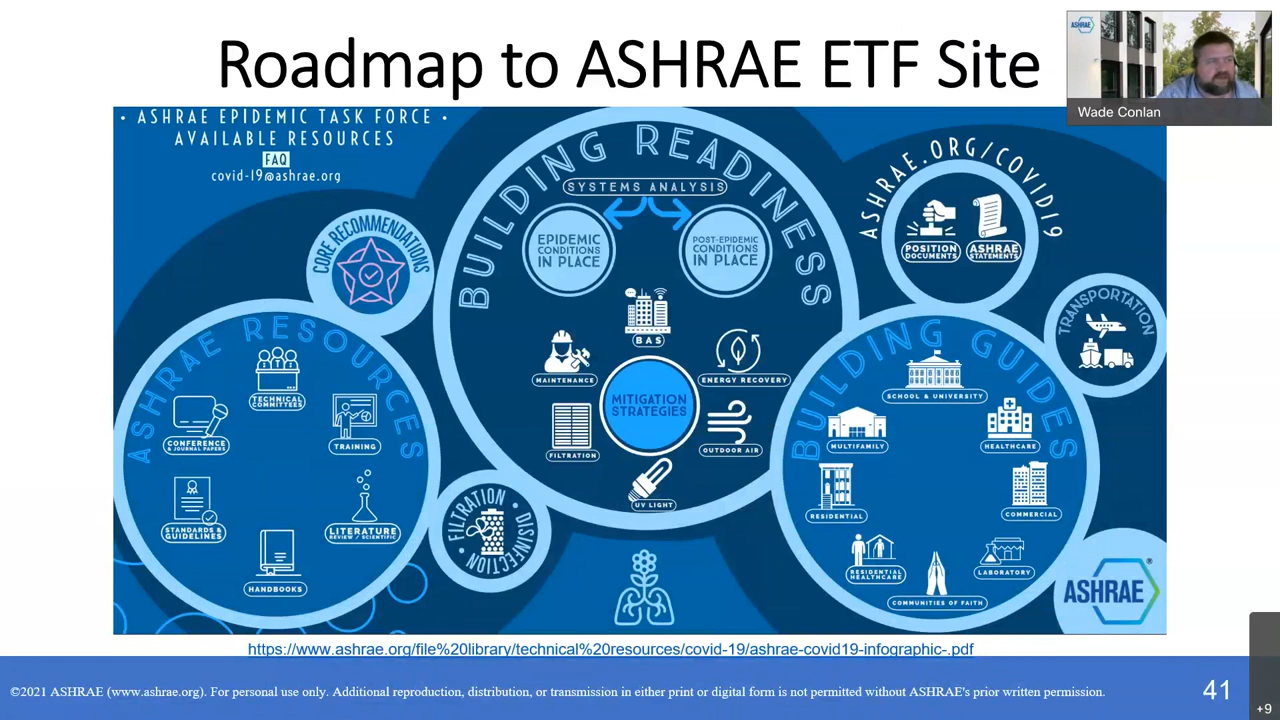 Roadmap to ASHRAE ETF Site
ASHRAE
Wade Conlan
• ASHRAE EPIDEMIC TASK FORCE •
AVAILABLE RESOURCES
FAQ
covid-19@ashrae.org
CORE RECOMMENDATIONS
BUILDING READINESS
SYSTEMS ANALYSIS
EPIDEMIC
CONDITIONS
IN PLACE
POST-EPIDEMIC
CONDITIONS
IN PLACE
BAS
MAINTENANCE
ENERGY RECOVERY
MITIGATION
STRATEGIES
FILTRATION
OUTDOOR AIR
UV LIGHT
ASHRAE.ORG/COVID19
POSITION
DOCUMENTS
ASHRAE
STATEMENTS
TRANSPORTATION
ASHRAE RESOURCES
TECHNICAL
COMMITTEES
CONFERENCE
& JOURNAL PAPERS
TRAINING
STANDARDS &
GUIDELINES
LITERATURE
REVIEW / SCIENTIFIC
HANDBOOKS
FILTRATION • DISINFECTION •
BUILDING GUIDES
SCHOOL & UNIVERSITY
MULTIFAMILY
HEALTHCARE
RESIDENTIAL
COMMERCIAL
RESIDENTIAL
HEALTHCARE
LABORATORY
COMMUNITIES OF FAITH
ASHRAE®
https://www.ashrae.org/file%20library/technical%20resources/covid-19/ashrae-covid19-infographic-.pdf
©2021 ASHRAE (www.ashrae.org). For personal use only. Additional reproduction, distribution, or transmission in either print or digital form is not permitted without ASHRAE's prior written permission.
41
+9